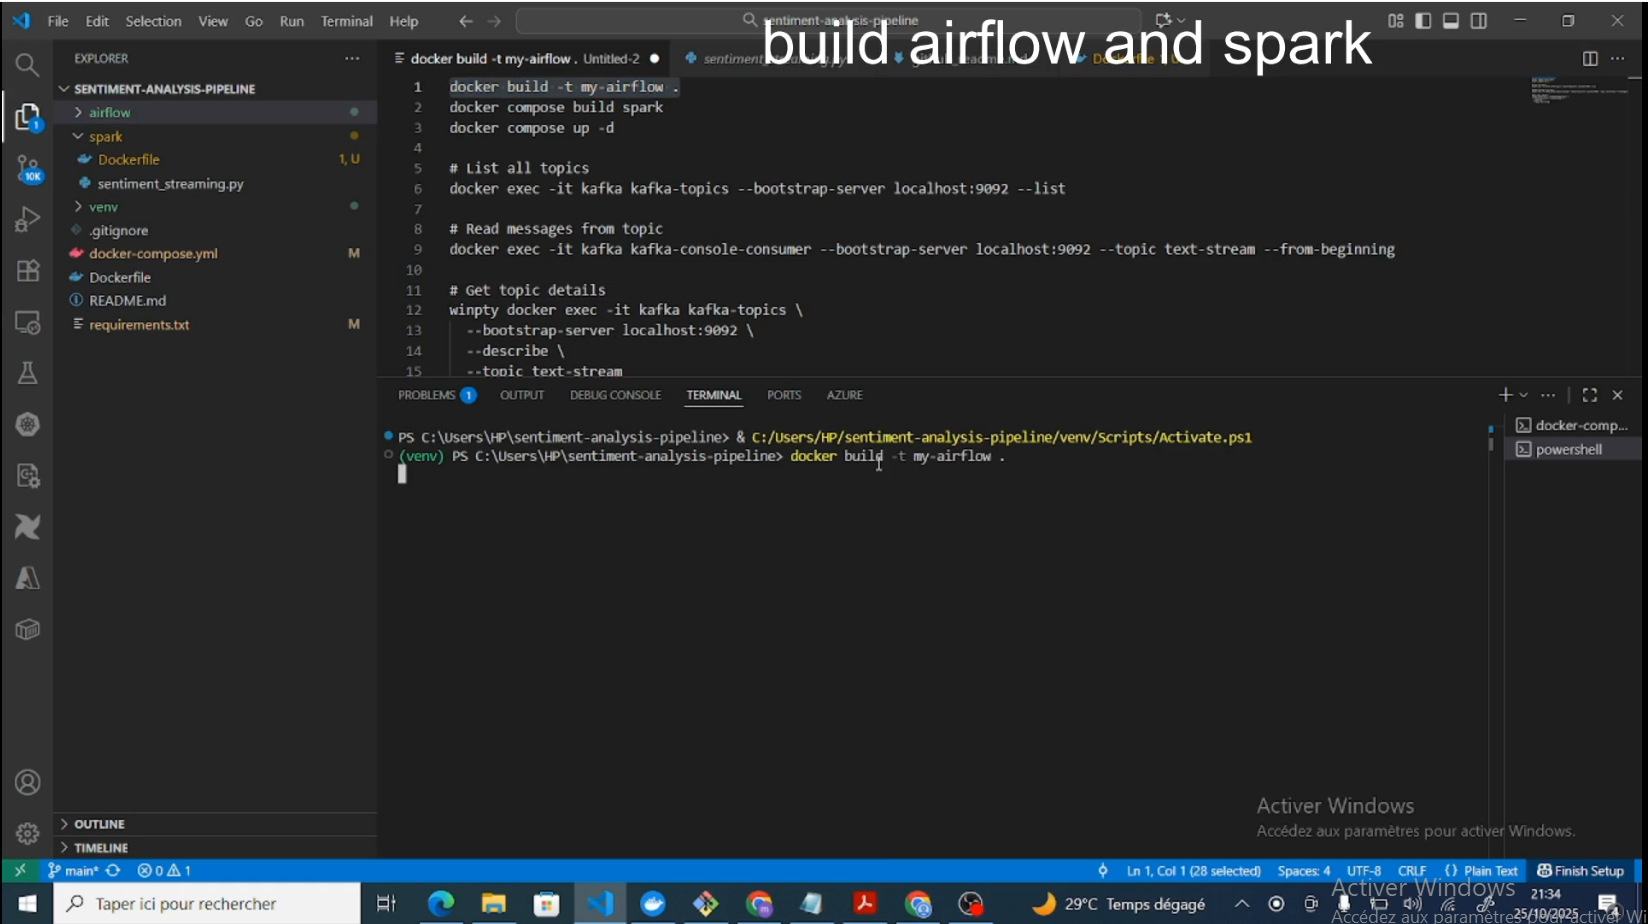 File Edit Selection View Go Run Terminal Help
sentiment-analysis-pipeline
build airflow and spark
EXPLORER
docker build -t my-airflow . Untitled-2
SENTIMENT-ANALYSIS-PIPELINE
airflow
spark
Dockerfile 1, U
sentiment_streaming.py
venv
.gitignore
docker-compose.yml M
Dockerfile
README.md
requirements.txt M
1 docker build -t my-airflow .
2 docker compose build spark
3 docker compose up -d
4
5 # List all topics
6 docker exec -it kafka kafka-topics --bootstrap-server localhost:9092 --list
7
8 # Read messages from topic
9 docker exec -it kafka kafka-console-consumer --bootstrap-server localhost:9092 --topic text-stream --from-beginning
10
11 # Get topic details
12 winpty docker exec -it kafka kafka-topics \
13 --bootstrap-server localhost:9092 \
14 --describe \
15 --topic text-stream
PROBLEMS 1 OUTPUT DEBUG CONSOLE TERMINAL PORTS AZURE
PS C:\Users\HP\sentiment-analysis-pipeline> & C:/Users/HP/sentiment-analysis-pipeline/venv/Scripts/Activate.ps1
(venv) PS C:\Users\HP\sentiment-analysis-pipeline> docker build -t my-airflow .
docker-comp...
powershell
1
10K
OUTLINE
TIMELINE
Activer Windows
Accédez aux paramètres pour activer Windows.
main* 0 1
Ln 1, Col 1 (28 selected) Spaces: 4 UTF-8 CRLF {} Plain Text Finish Setup
Taper ici pour rechercher
29°C Temps dégagé
21:34
25/10/2025
4
Activer Windows
Accédez aux paramètres pour activer